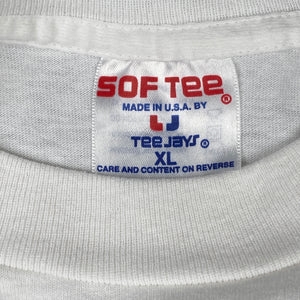 SOF TEE®
MADE IN U.S.A. BY
TEE JAYS®
XL
CARE AND CONTENT ON REVERSE